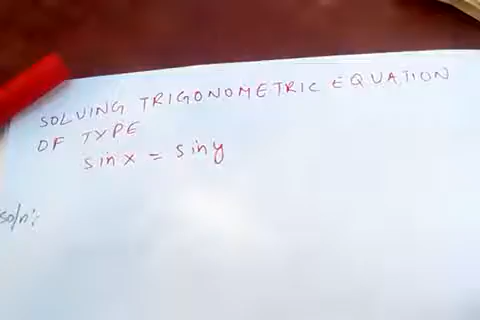 SOLVING TRIGONOMETRIC EQUATION
OF TYPE
sin x = sin y
soln: